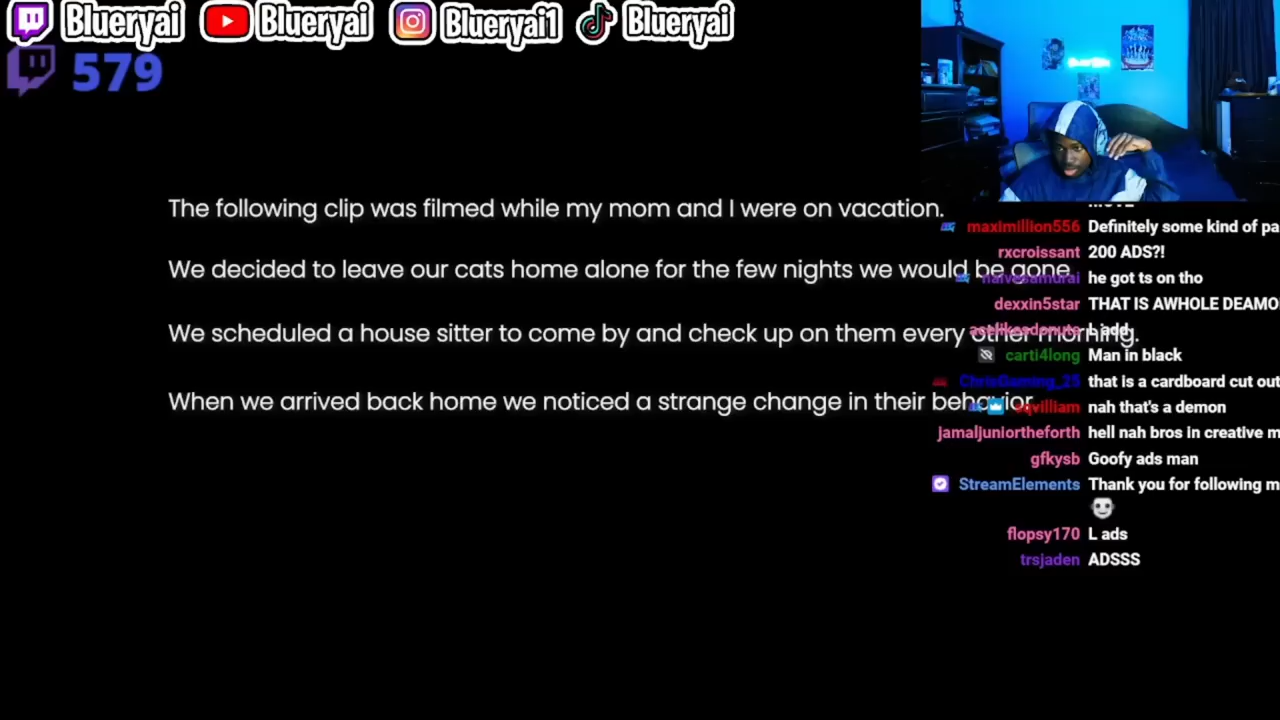 Blueryai Blueryai Blueryai1 Blueryai
579
The following clip was filmed while my mom and I were on vacation.
We decided to leave our cats home alone for the few nights we would be gone.
We scheduled a house sitter to come by and check up on them every other morning.
When we arrived back home we noticed a strange change in their behavior.
maximillion556 Definitely some kind of pa
rxcroissant 200 ADS?!
naivesamurai he got ts on tho
dexxin5star THAT IS AWHOLE DEAMO
L add
carti4long Man in black
ChrisGaming_25 that is a cardboard cut out
nah that's a demon
jamaljuniortheforth hell nah bros in creative m
gfkysb Goofy ads man
StreamElements Thank you for following m
flopsy170 L ads
trsjaden ADSSS